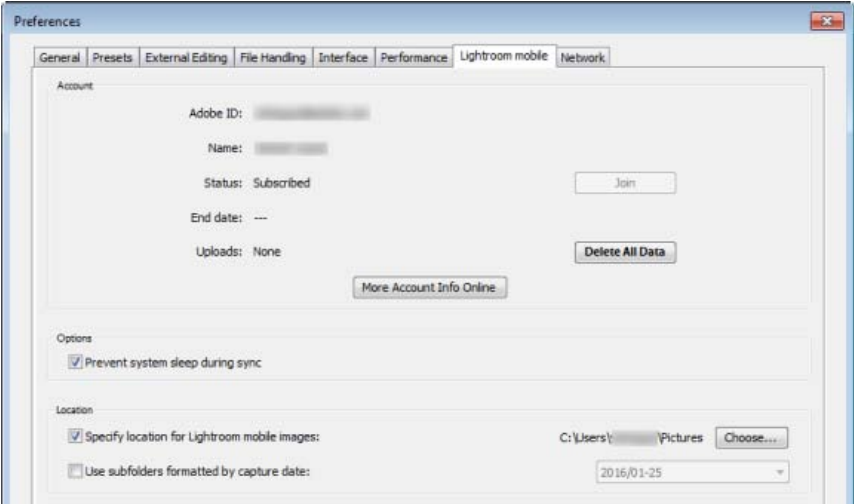 Preferences
General Presets External Editing File Handling Interface Performance Lightroom mobile Network
Account
Adobe ID:
Name:
Status: Subscribed Join
End date: ---
Uploads: None Delete All Data
More Account Info Online
Options
Prevent system sleep during sync
Location
Specify location for Lightroom mobile images: C:\Users\ \Pictures Choose...
Use subfolders formatted by capture date: 2016/01-25